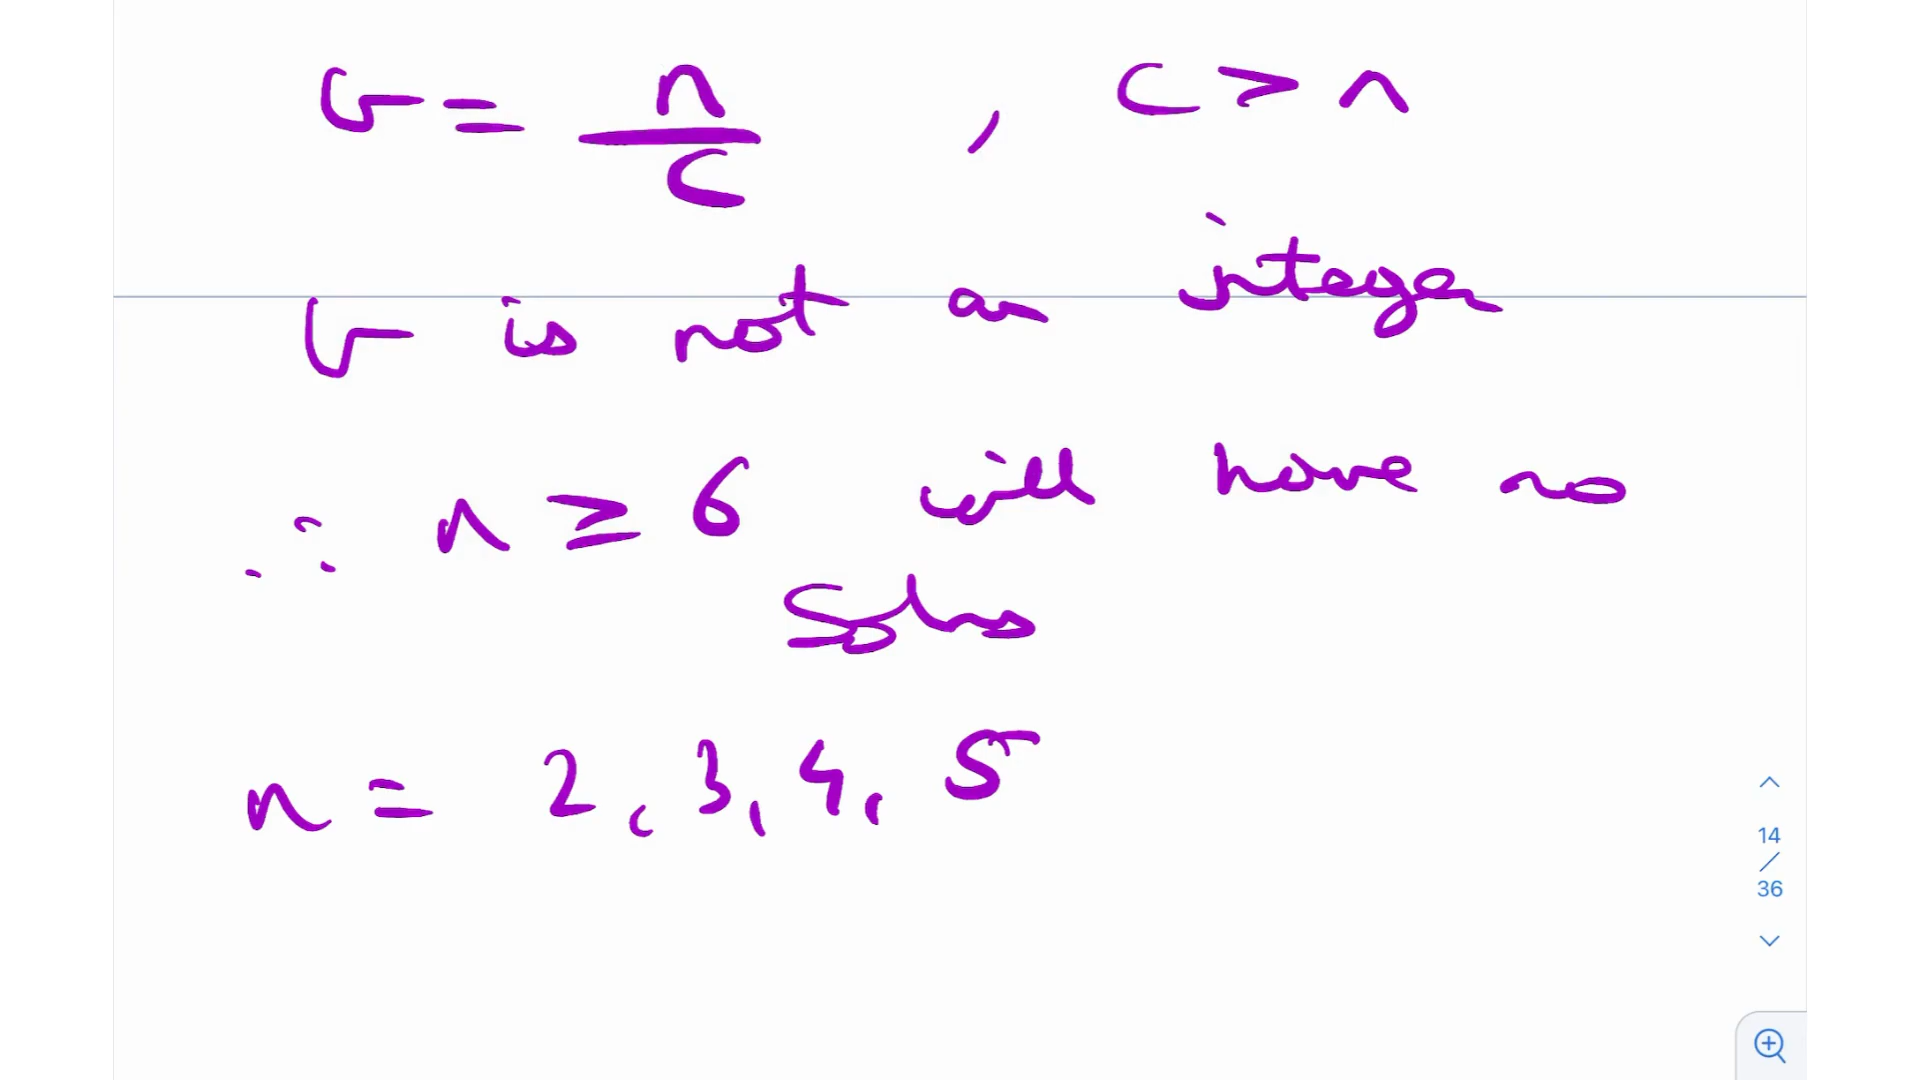 b = n/c , c > n
b is not an integer
∴ n ≥ 6 will have no
solns
n = 2, 3, 4, 5
14
/
36